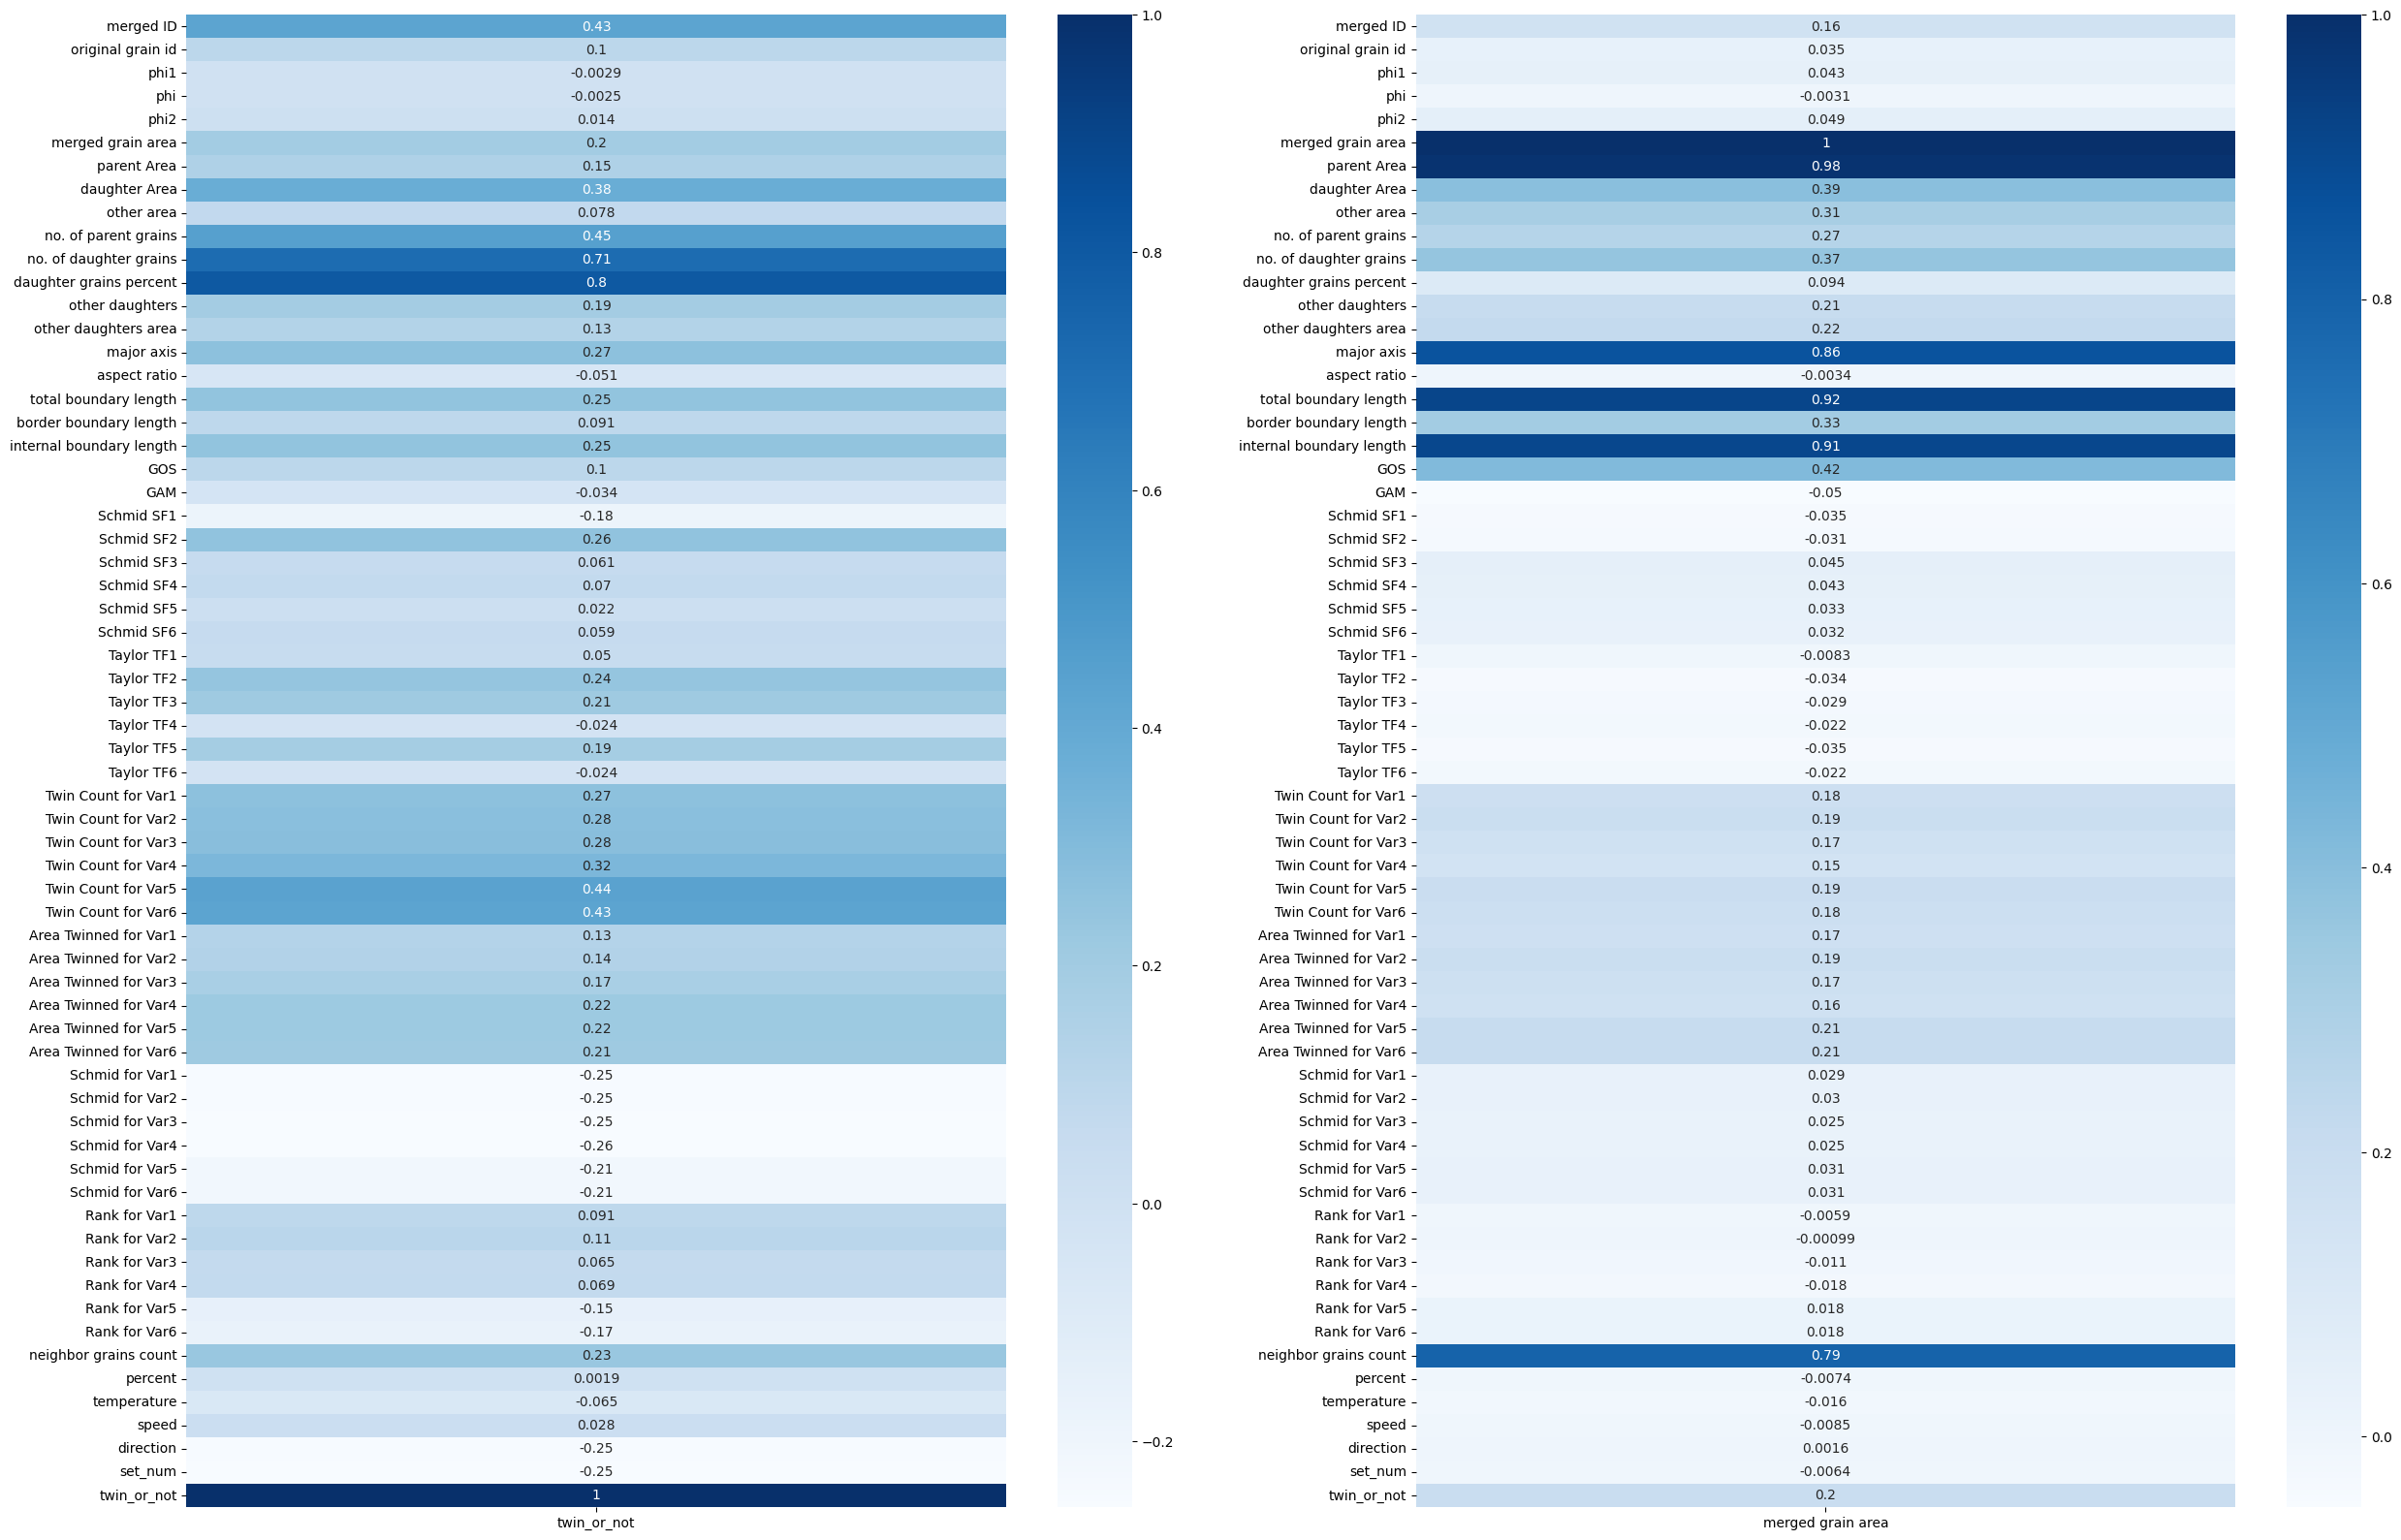 merged ID 0.43
original grain id 0.1
phi1 -0.0029
phi -0.0025
phi2 0.014
merged grain area 0.2
parent Area 0.15
daughter Area 0.38
other area 0.078
no. of parent grains 0.45
no. of daughter grains 0.71
daughter grains percent 0.8
other daughters 0.19
other daughters area 0.13
major axis 0.27
aspect ratio -0.051
total boundary length 0.25
border boundary length 0.091
internal boundary length 0.25
GOS 0.1
GAM -0.034
Schmid SF1 -0.18
Schmid SF2 0.26
Schmid SF3 0.061
Schmid SF4 0.07
Schmid SF5 0.022
Schmid SF6 0.059
Taylor TF1 0.05
Taylor TF2 0.24
Taylor TF3 0.21
Taylor TF4 -0.024
Taylor TF5 0.19
Taylor TF6 -0.024
Twin Count for Var1 0.27
Twin Count for Var2 0.28
Twin Count for Var3 0.28
Twin Count for Var4 0.32
Twin Count for Var5 0.44
Twin Count for Var6 0.43
Area Twinned for Var1 0.13
Area Twinned for Var2 0.14
Area Twinned for Var3 0.17
Area Twinned for Var4 0.22
Area Twinned for Var5 0.22
Area Twinned for Var6 0.21
Schmid for Var1 -0.25
Schmid for Var2 -0.25
Schmid for Var3 -0.25
Schmid for Var4 -0.26
Schmid for Var5 -0.21
Schmid for Var6 -0.21
Rank for Var1 0.091
Rank for Var2 0.11
Rank for Var3 0.065
Rank for Var4 0.069
Rank for Var5 -0.15
Rank for Var6 -0.17
neighbor grains count 0.23
percent 0.0019
temperature -0.065
speed 0.028
direction -0.25
set_num -0.25
twin_or_not 1
twin_or_not
1.0
0.8
0.6
0.4
0.2
0.0
−0.2
merged ID 0.16
original grain id 0.035
phi1 0.043
phi -0.0031
phi2 0.049
merged grain area 1
parent Area 0.98
daughter Area 0.39
other area 0.31
no. of parent grains 0.27
no. of daughter grains 0.37
daughter grains percent 0.094
other daughters 0.21
other daughters area 0.22
major axis 0.86
aspect ratio -0.0034
total boundary length 0.92
border boundary length 0.33
internal boundary length 0.91
GOS 0.42
GAM -0.05
Schmid SF1 -0.035
Schmid SF2 -0.031
Schmid SF3 0.045
Schmid SF4 0.043
Schmid SF5 0.033
Schmid SF6 0.032
Taylor TF1 -0.0083
Taylor TF2 -0.034
Taylor TF3 -0.029
Taylor TF4 -0.022
Taylor TF5 -0.035
Taylor TF6 -0.022
Twin Count for Var1 0.18
Twin Count for Var2 0.19
Twin Count for Var3 0.17
Twin Count for Var4 0.15
Twin Count for Var5 0.19
Twin Count for Var6 0.18
Area Twinned for Var1 0.17
Area Twinned for Var2 0.19
Area Twinned for Var3 0.17
Area Twinned for Var4 0.16
Area Twinned for Var5 0.21
Area Twinned for Var6 0.21
Schmid for Var1 0.029
Schmid for Var2 0.03
Schmid for Var3 0.025
Schmid for Var4 0.025
Schmid for Var5 0.031
Schmid for Var6 0.031
Rank for Var1 -0.0059
Rank for Var2 -0.00099
Rank for Var3 -0.011
Rank for Var4 -0.018
Rank for Var5 0.018
Rank for Var6 0.018
neighbor grains count 0.79
percent -0.0074
temperature -0.016
speed -0.0085
direction 0.0016
set_num -0.0064
twin_or_not 0.2
merged grain area
1.0
0.8
0.6
0.4
0.2
0.0